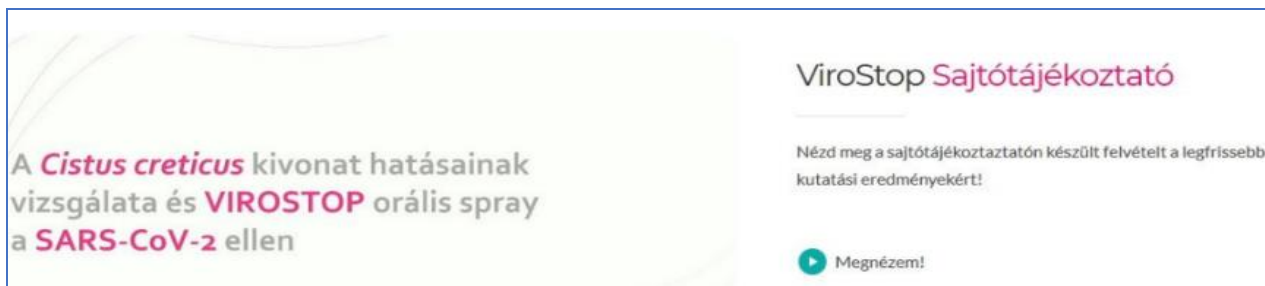 A Cistus creticus kivonat hatásainak
vizsgálata és VIROSTOP orális spray
a SARS-CoV-2 ellen
ViroStop Sajtótájékoztató
Nézd meg a sajtótájékoztaztatón készült felvételt a legfrissebb
kutatási eredményekért!
Megnézem!